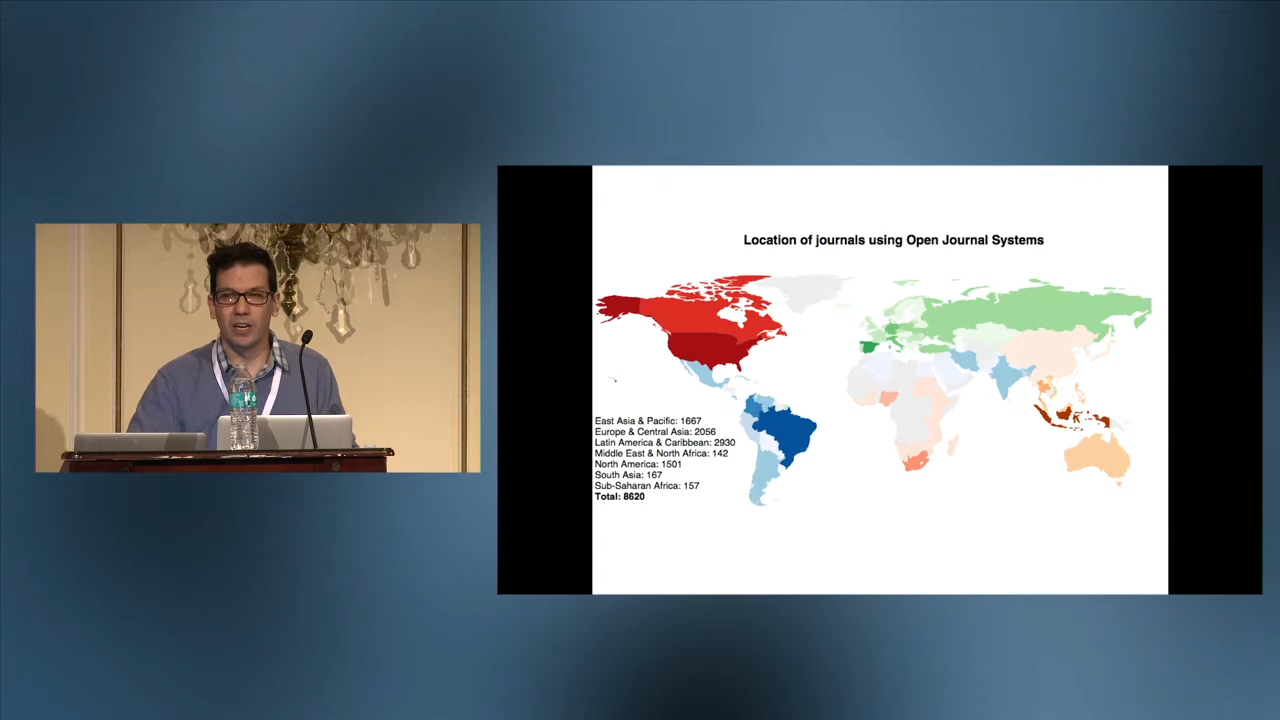 Location of journals using Open Journal Systems
East Asia & Pacific: 1667
Europe & Central Asia: 2056
Latin America & Caribbean: 2930
Middle East & North Africa: 142
North America: 1501
South Asia: 167
Sub-Saharan Africa: 157
Total: 8620